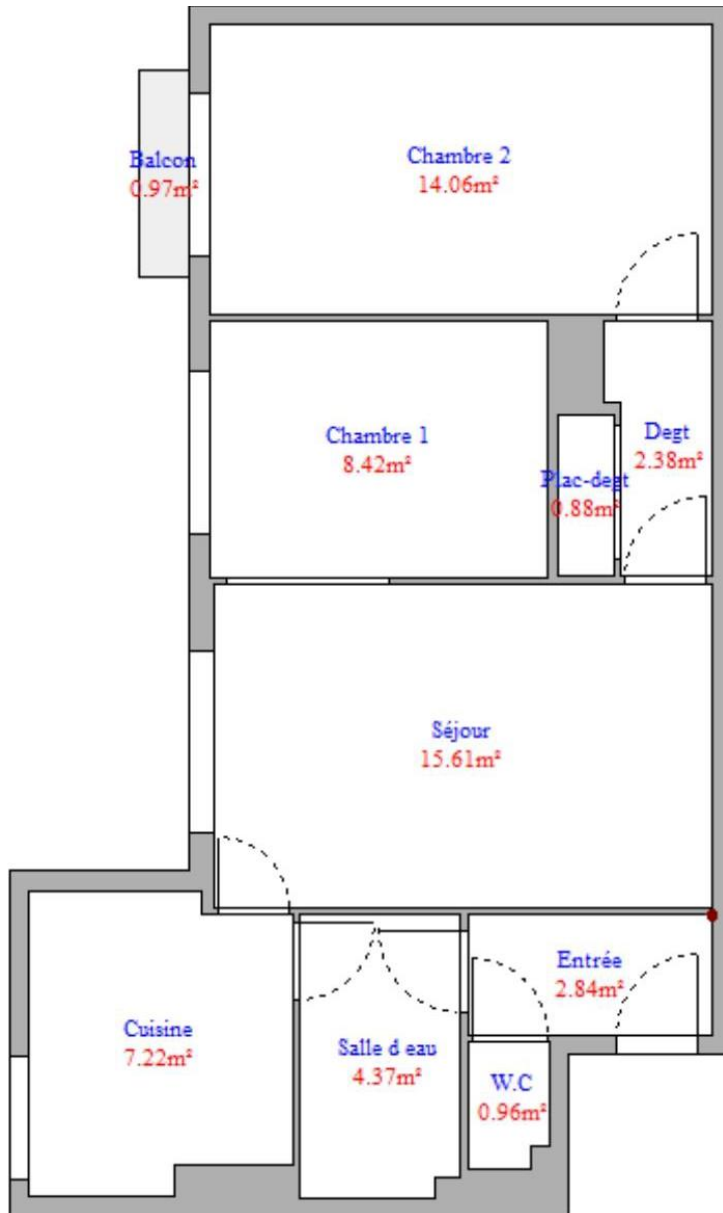 Balcon
0.97m²
Chambre 2
14.06m²
Chambre 1
8.42m²
Degt
2.38m²
Plac-degt
0.88m²
Séjour
15.61m²
Entrée
2.84m²
Cuisine
7.22m²
Salle d eau
4.37m²
W.C
0.96m²